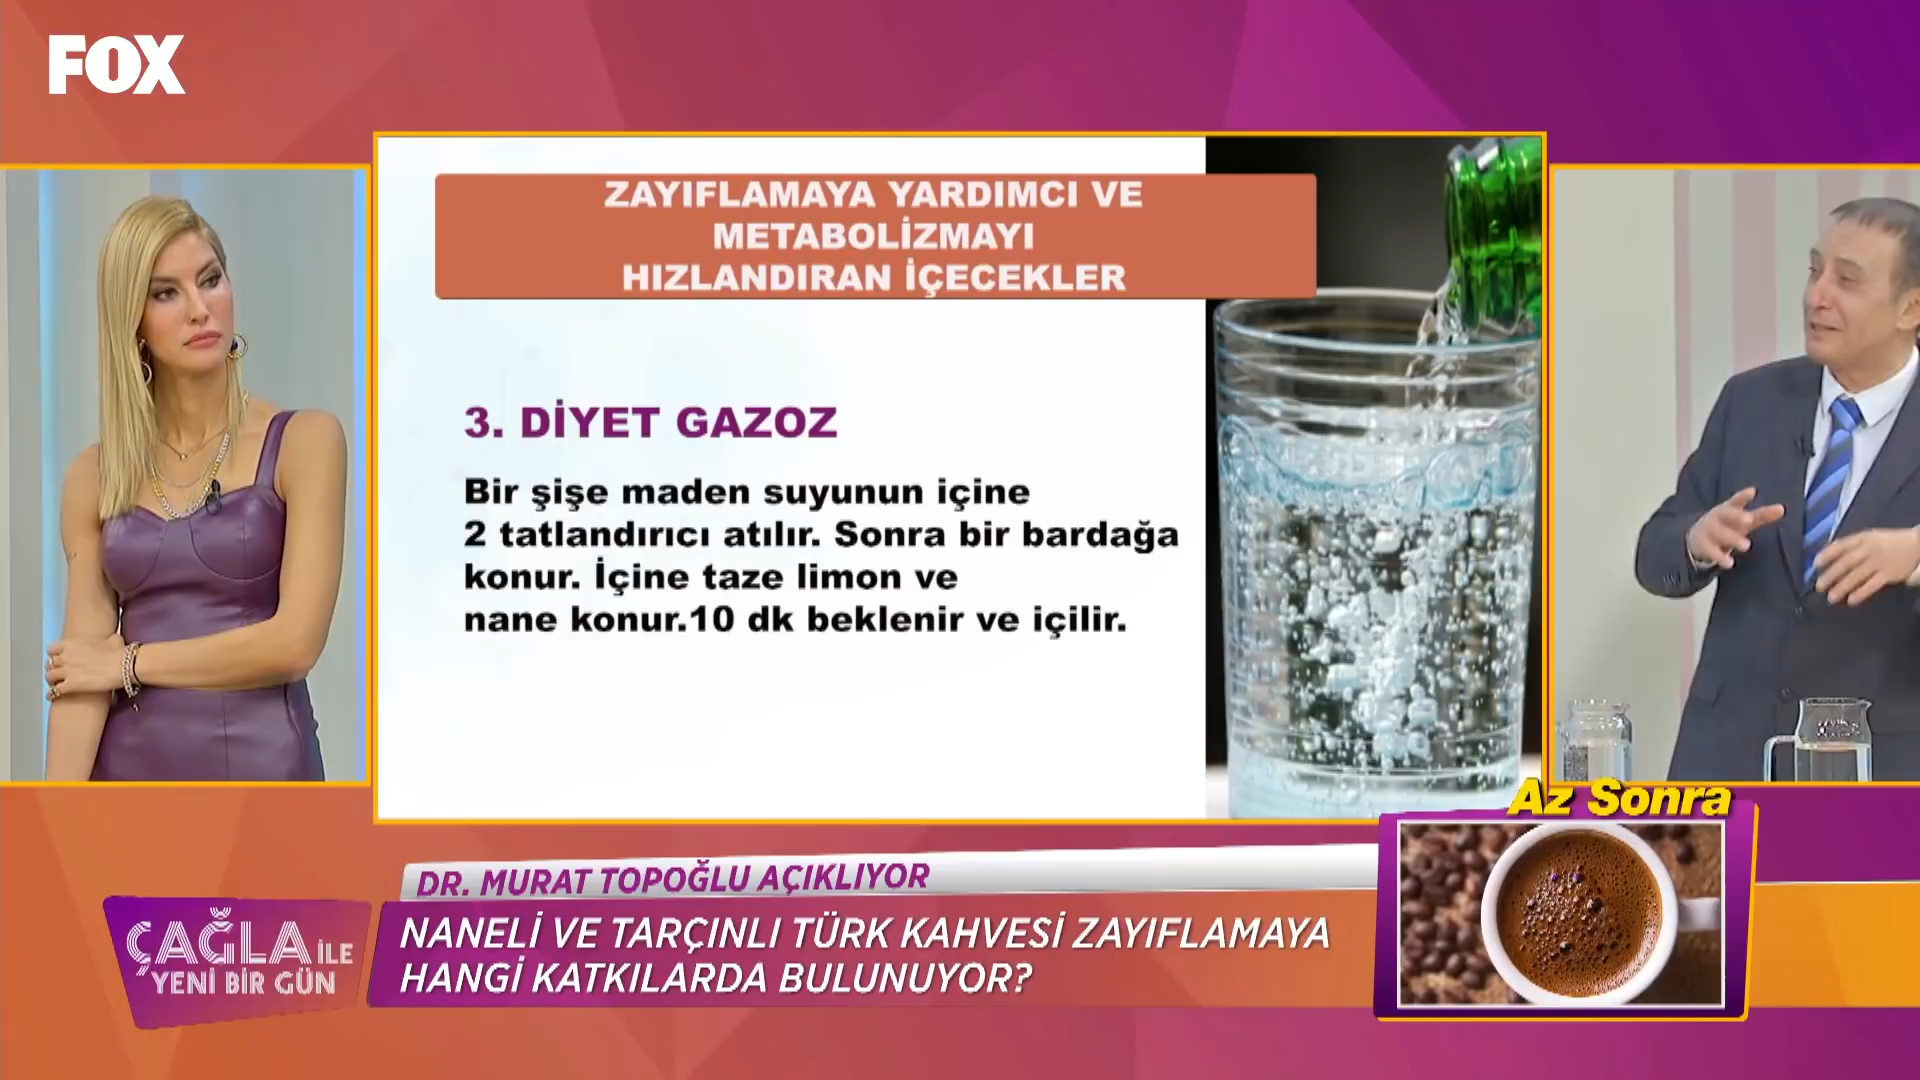 FOX
ZAYIFLAMAYA YARDIMCI VE
METABOLİZMAYI
HIZLANDIRAN İÇECEKLER
3. DİYET GAZOZ
Bir şişe maden suyunun içine
2 tatlandırıcı atılır. Sonra bir bardağa
konur. İçine taze limon ve
nane konur.10 dk beklenir ve içilir.
Az Sonra
DR. MURAT TOPOĞLU AÇIKLIYOR
NANELİ VE TARÇINLI TÜRK KAHVESİ ZAYIFLAMAYA
HANGİ KATKILARDA BULUNUYOR?
ÇAĞLA İLE
YENİ BİR GÜN